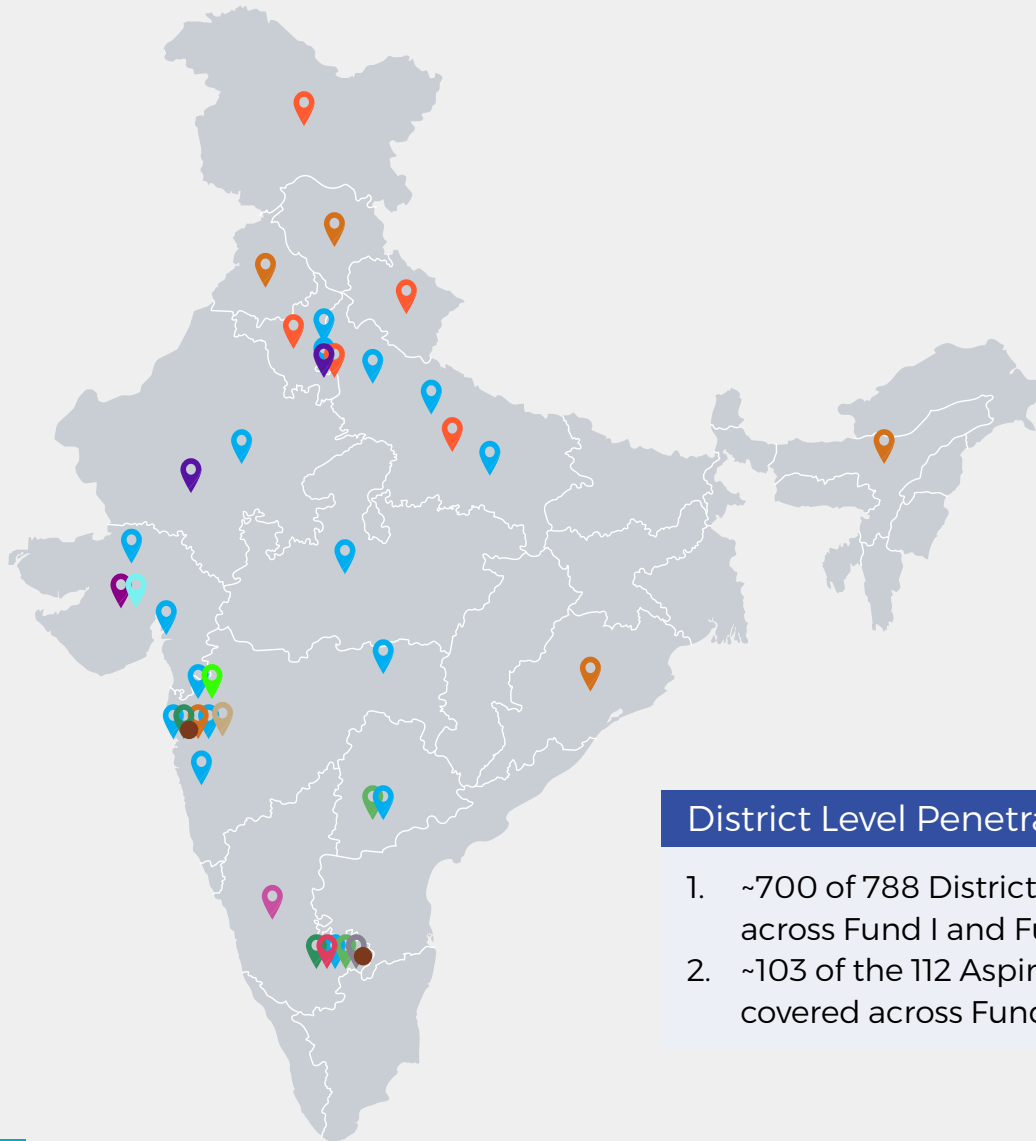 District Level Penetra
1. ~700 of 788 District
across Fund I and Fu
2. ~103 of the 112 Aspir
covered across Fund